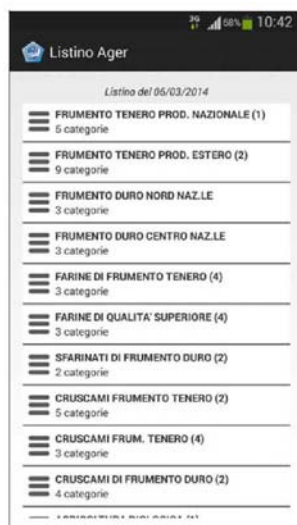 3G 68% 10:42
Listino Ager
Listino del 06/03/2014
FRUMENTO TENERO PROD. NAZIONALE (1)
5 categorie
FRUMENTO TENERO PROD. ESTERO (2)
9 categorie
FRUMENTO DURO NORD NAZ.LE
3 categorie
FRUMENTO DURO CENTRO NAZ.LE
3 categorie
FARINE DI FRUMENTO TENERO (4)
3 categorie
FARINE DI QUALITA' SUPERIORE (4)
3 categorie
SFARINATI DI FRUMENTO DURO (2)
2 categorie
CRUSCAMI FRUMENTO TENERO (2)
5 categorie
CRUSCAMI FRUM. TENERO (4)
3 categorie
CRUSCAMI DI FRUMENTO DURO (2)
4 categorie